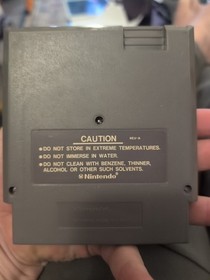 CAUTION REV-A
● DO NOT STORE IN EXTREME TEMPERATURES.
● DO NOT IMMERSE IN WATER.
● DO NOT CLEAN WITH BENZENE, THINNER,
ALCOHOL OR OTHER SUCH SOLVENTS.
Nintendo®